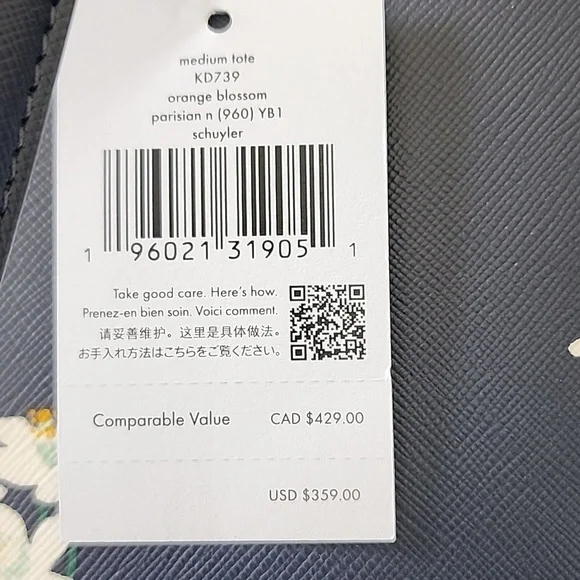 medium tote
KD739
orange blossom
parisian n (960) YB1
schuyler
1 96021 31905 1
Take good care. Here's how.
Prenez-en bien soin. Voici comment.
请妥善维护。这里是具体做法。
お手入れ方法はこちらをご覧ください。
Comparable Value CAD $429.00
USD $359.00